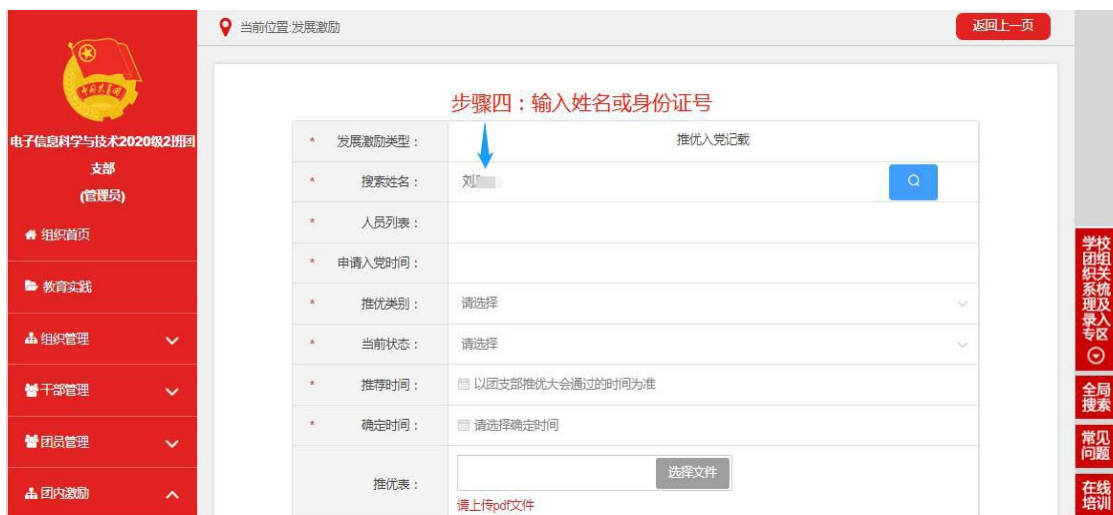 当前位置:发展激励
返回上一页
中国共青团
电子信息科学与技术2020级2班团
支部
(管理员)
组织首页
教育实践
组织管理
干部管理
团员管理
团内激励
步骤四：输入姓名或身份证号
* 发展激励类型： 推优入党记载
* 搜索姓名： 刘
* 人员列表：
* 申请入党时间：
* 推优类别： 请选择
* 当前状态： 请选择
* 推荐时间： 以团支部推优大会通过的时间为准
* 确定时间： 请选择确定时间
推优表： 选择文件
请上传pdf文件
学校团组织关系梳理及录入专区
全局搜索
常见问题
在线培训